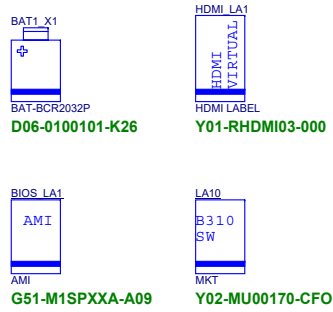 BAT1_X1
+
BAT-BCR2032P
D06-0100101-K26
HDMI_LA1
HDMI
VIRTUAL
HDMI LABEL
Y01-RHDMI03-000
BIOS_LA1
AMI
AMI
G51-M1SPXXA-A09
LA10
B310
SW
MKT
Y02-MU00170-CFO